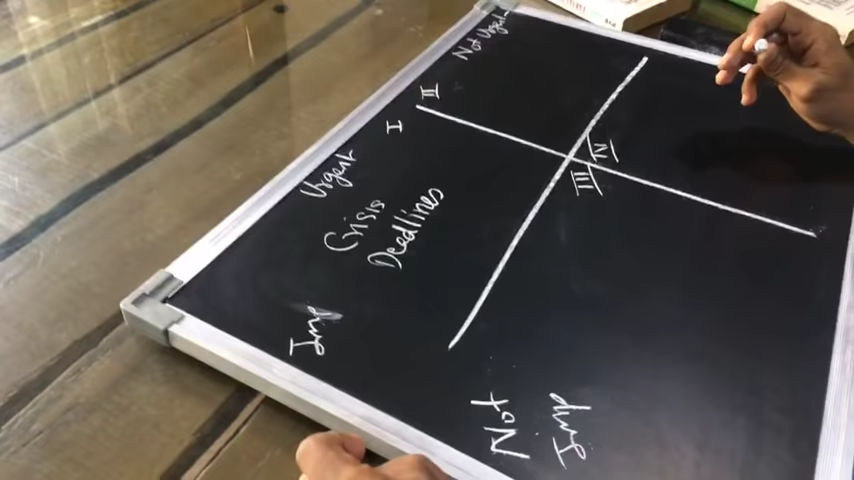 Urgent
Not Urgent
I
II
Imp
Crisis
Deadlines
III
IV
Not
Imp